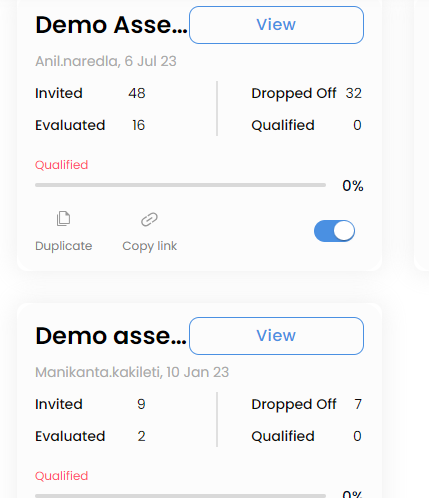 Demo Asse... View
Anil.naredla, 6 Jul 23
Invited 48 Dropped Off 32
Evaluated 16 Qualified 0
Qualified
0%
Duplicate Copy link
Demo asse... View
Manikanta.kakileti, 10 Jan 23
Invited 9 Dropped Off 7
Evaluated 2 Qualified 0
Qualified
0%